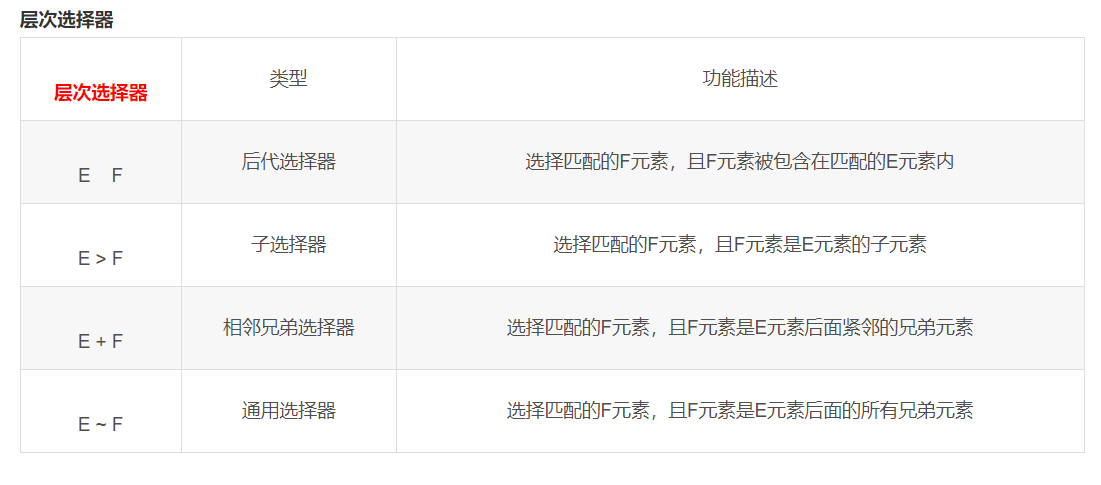 层次选择器
层次选择器 类型 功能描述
E F 后代选择器 选择匹配的F元素，且F元素被包含在匹配的E元素内
E > F 子选择器 选择匹配的F元素，且F元素是E元素的子元素
E + F 相邻兄弟选择器 选择匹配的F元素，且F元素是E元素后面紧邻的兄弟元素
E ~ F 通用选择器 选择匹配的F元素，且F元素是E元素后面的所有兄弟元素